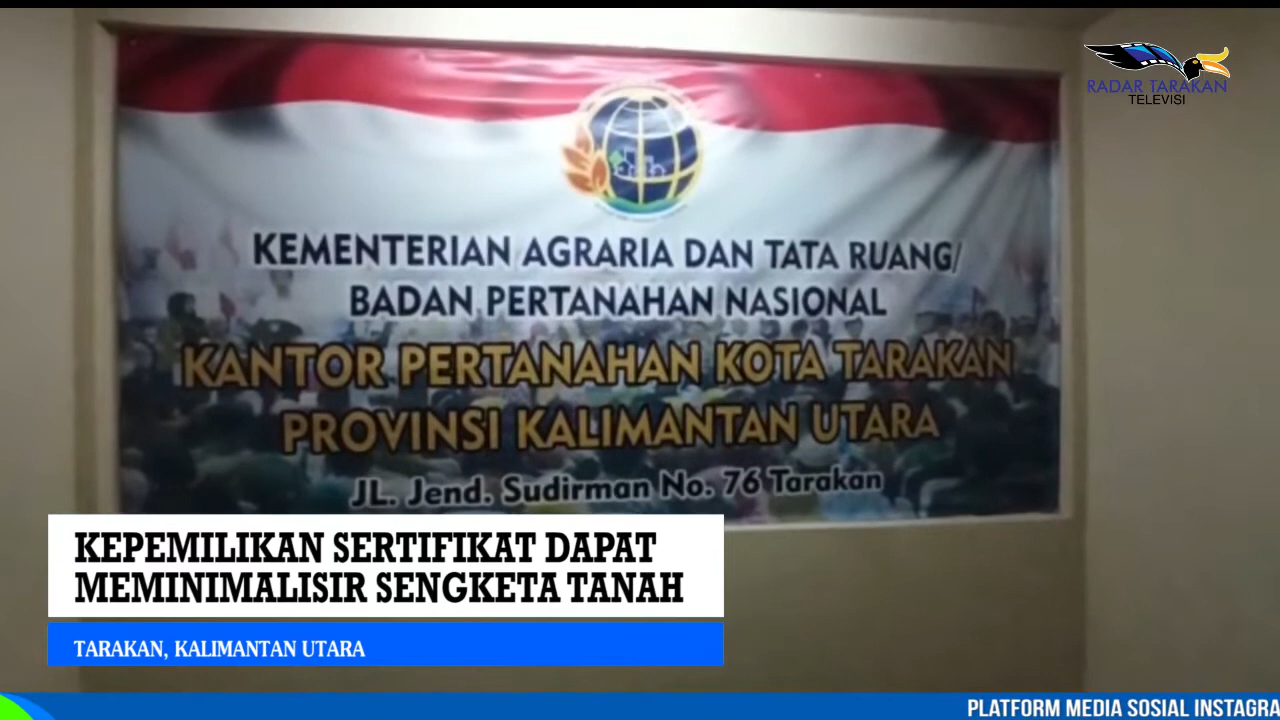 RADAR TARAKAN
TELEVISI
KEMENTERIAN AGRARIA DAN TATA RUANG/
BADAN PERTANAHAN NASIONAL
KANTOR PERTANAHAN KOTA TARAKAN
PROVINSI KALIMANTAN UTARA
JL. Jend. Sudirman No. 76 Tarakan
KEPEMILIKAN SERTIFIKAT DAPAT
MEMINIMALISIR SENGKETA TANAH
TARAKAN, KALIMANTAN UTARA
PLATFORM MEDIA SOSIAL INSTAGRA